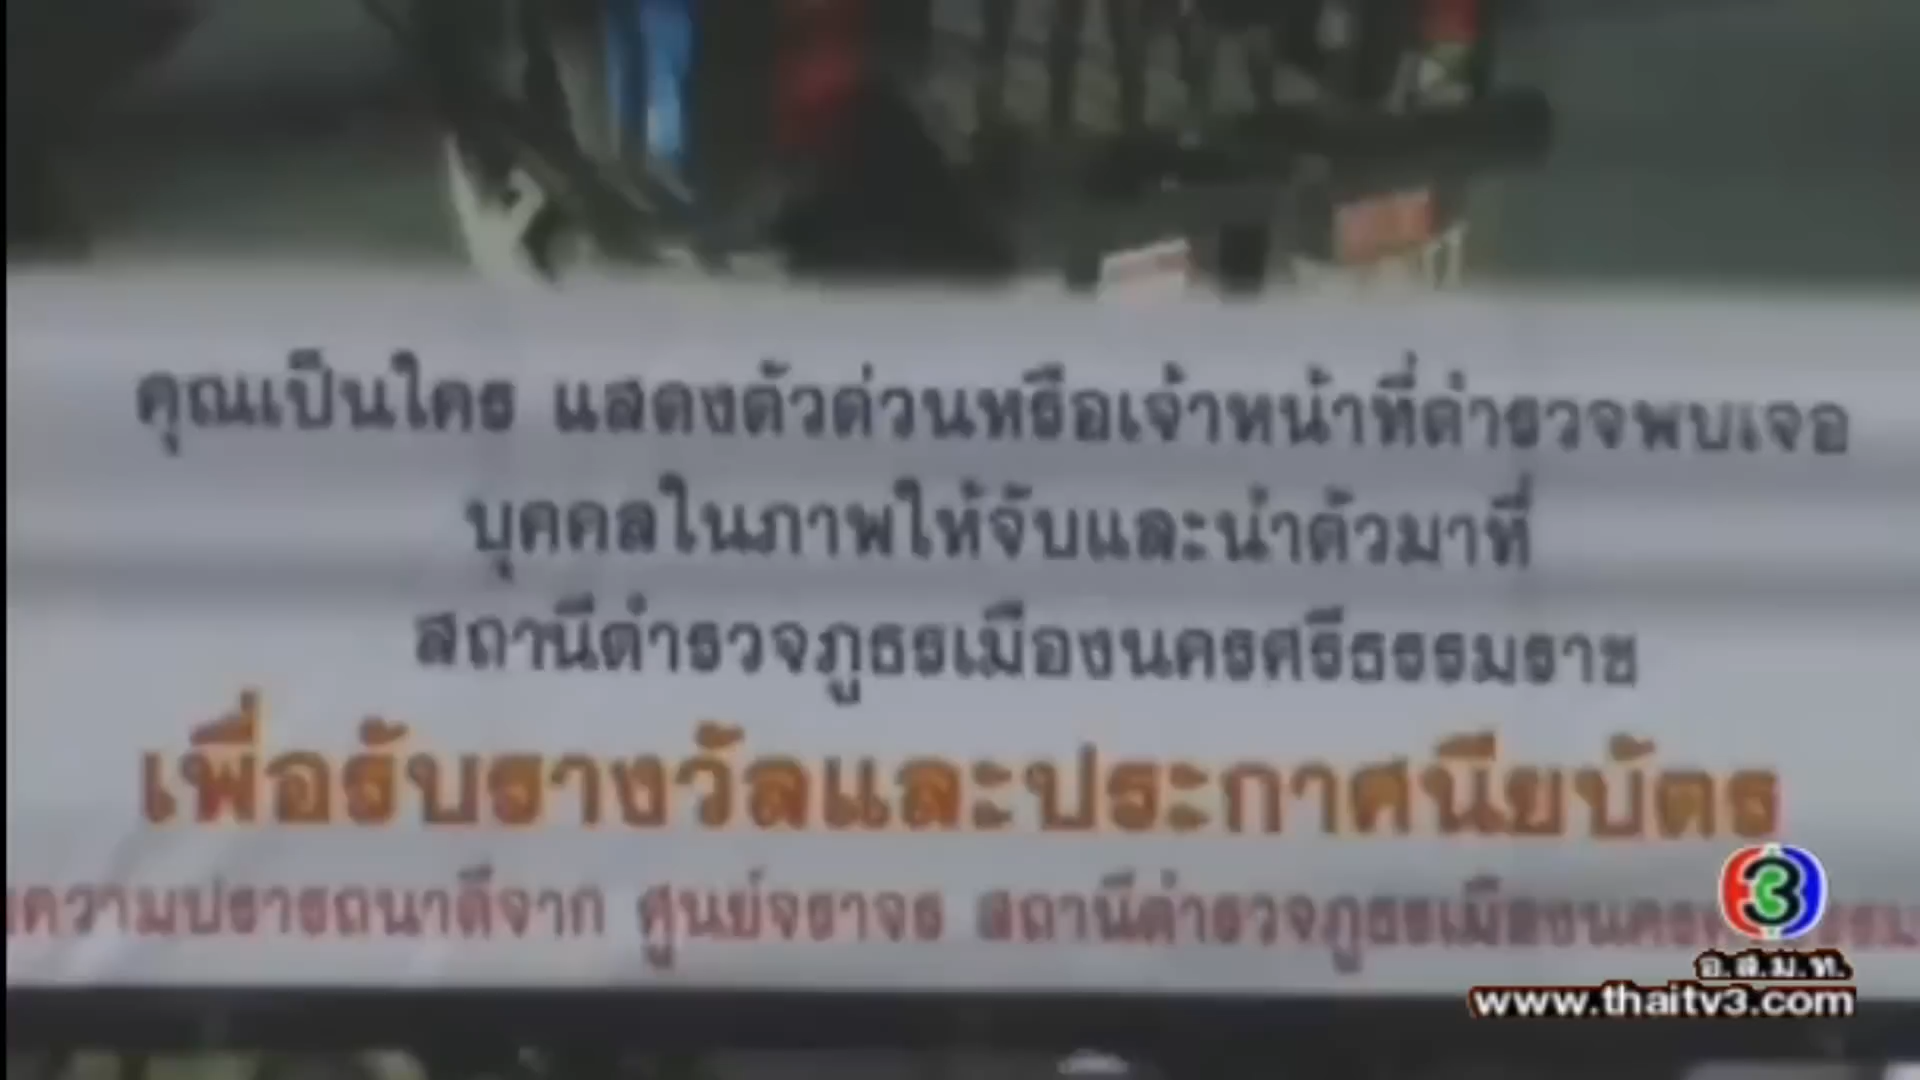 คุณเป็นใคร แสดงตัวด่วนหรือเจ้าหน้าที่ตำรวจพบเจอ
บุคคลในภาพให้จับและนำตัวมาที่
สถานีตำรวจภูธรเมืองนครศรีธรรมราช
เพื่อรับรางวัลและประกาศนียบัตร
ความปรารถนาดีจาก ศูนย์จราจร สถานีตำรวจภูธรเมือง
3
อ.ส.ม.ท.
www.thaitv3.com